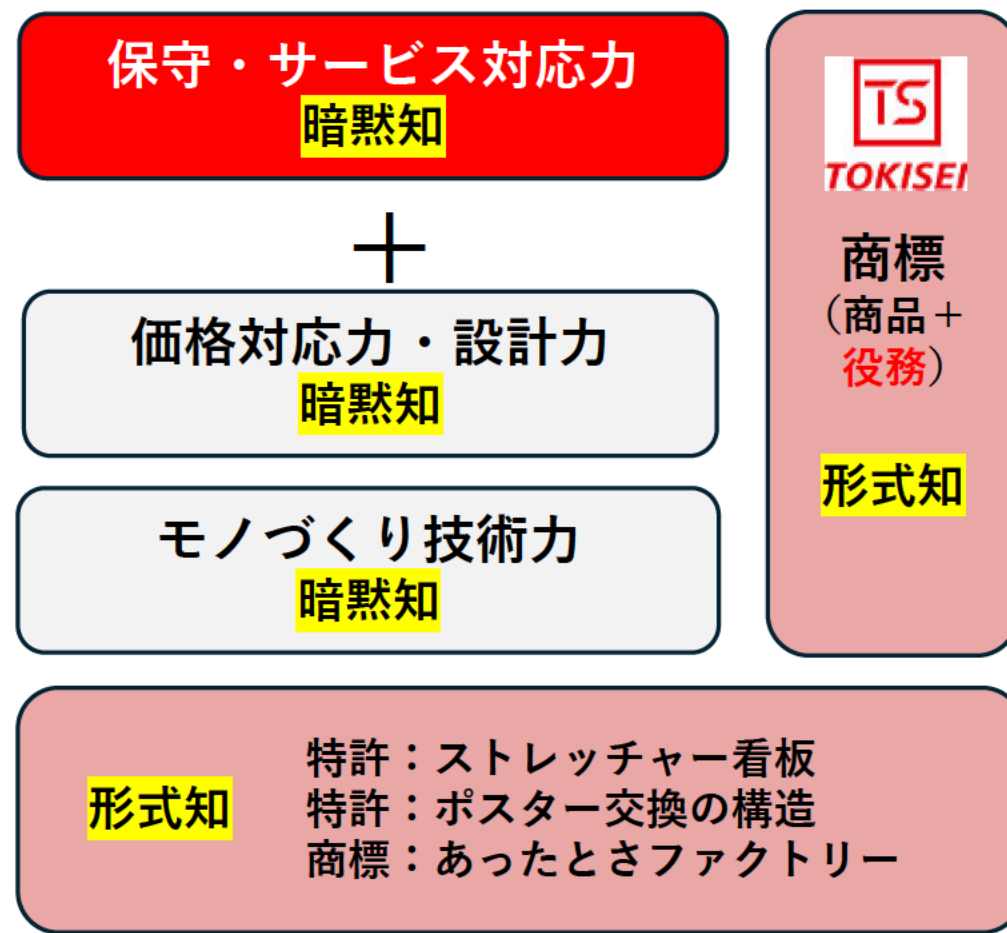 保守・サービス対応力
暗黙知
＋
価格対応力・設計力
暗黙知
モノづくり技術力
暗黙知
TS
TOKISEI
商標
（商品＋
役務）
形式知
形式知
特許：ストレッチャー看板
特許：ポスター交換の構造
商標：あったとさファクトリー